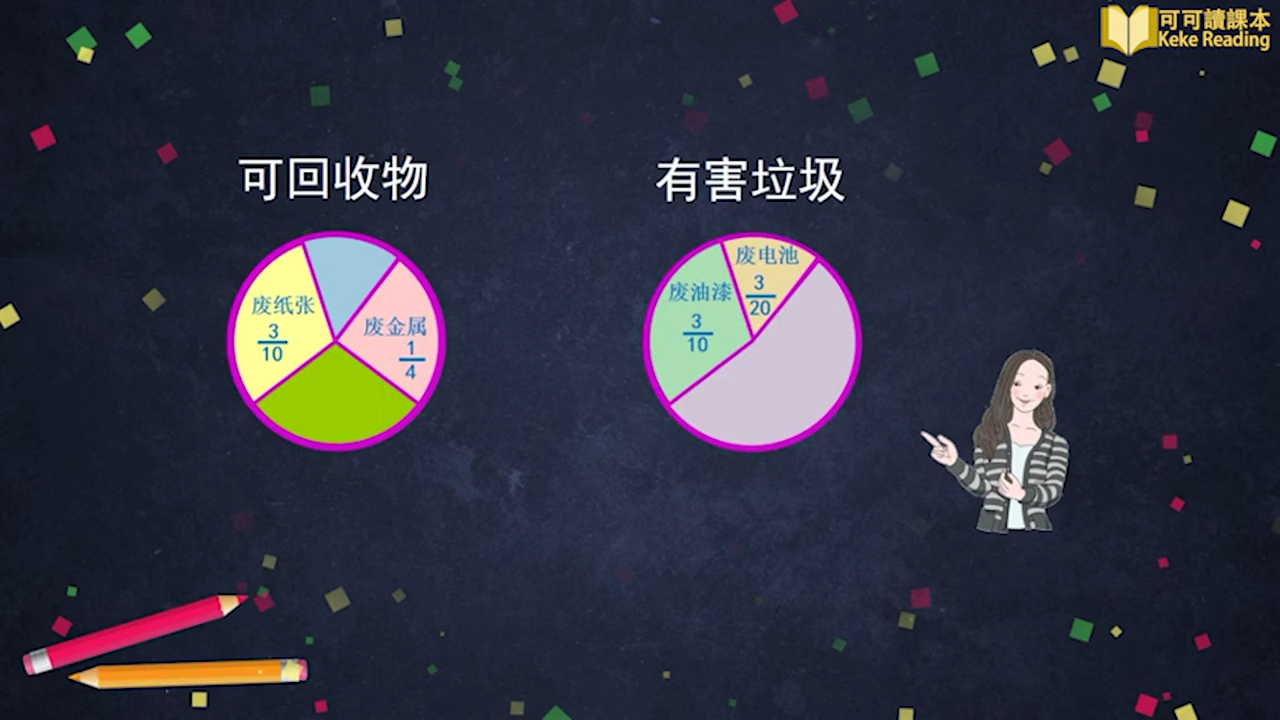 可可讀課本
Keke Reading
可回收物
有害垃圾
废纸张
3
10
废金属
1
4
废油漆
3
10
废电池
3
20